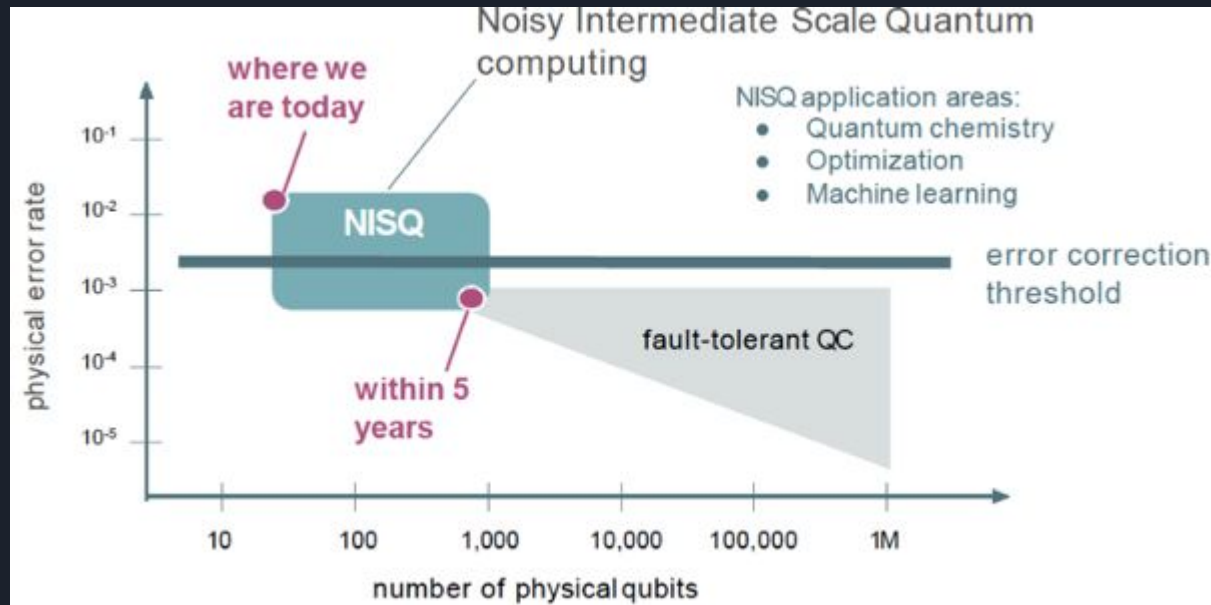 Noisy Intermediate Scale Quantum
computing
where we
are today
NISQ application areas:
● Quantum chemistry
● Optimization
● Machine learning
physical error rate
10⁻¹
10⁻²
10⁻³
10⁻⁴
10⁻⁵
NISQ
error correction
threshold
fault-tolerant QC
within 5
years
10
100
1,000
10,000
100,000
1M
number of physical qubits